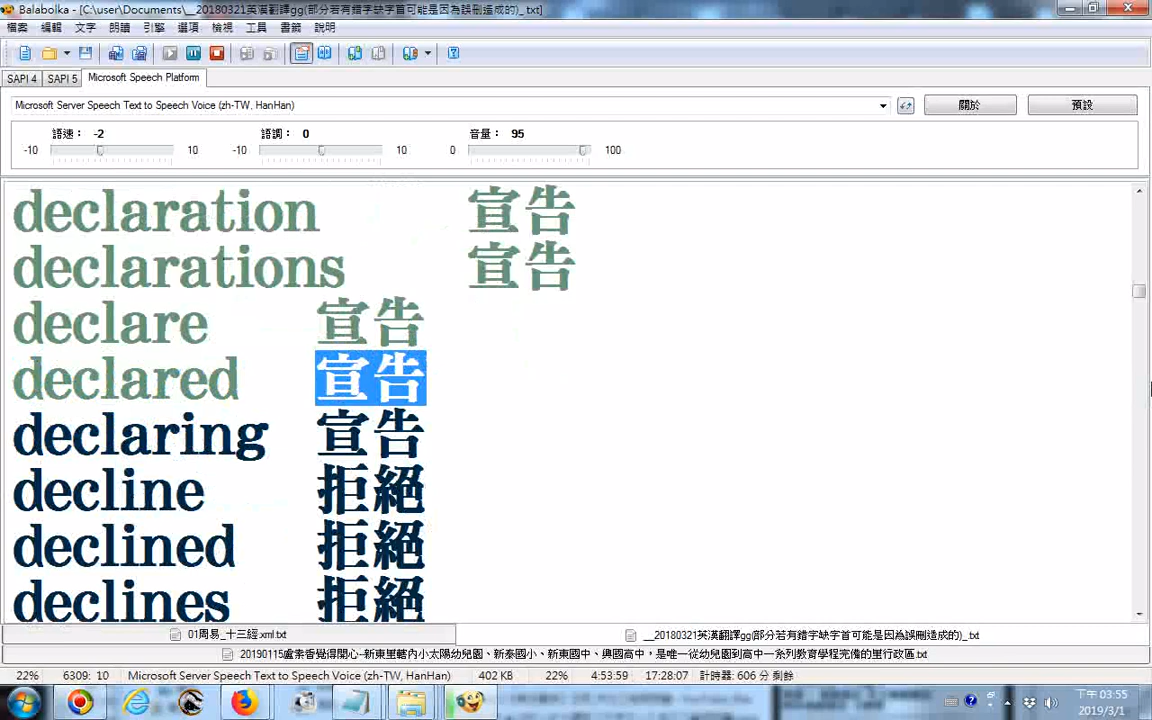 Balabolka - [C:\user\Documents\__20180321英漢翻譯gg(部分若有錯字缺字首可能是因為誤刪造成的)_.txt]
檔案 編輯 文字 朗讀 引擎 選項 檢視 工具 書籤 說明
SAPI 4 SAPI 5 Microsoft Speech Platform
Microsoft Server Speech Text to Speech Voice (zh-TW, HanHan) 關於 預設
語速： -2 語調： 0 音量： 95
-10 10 -10 10 0 100
declaration 宣告
declarations 宣告
declare 宣告
declared 宣告
declaring 宣告
decline 拒絕
declined 拒絕
declines 拒絕
01周易_十三經.xml.txt __20180321英漢翻譯gg(部分若有錯字缺字首可能是因為誤刪造成的)_.txt
20190115盧素香覺得開心-新東里轄內小太陽幼兒園、新泰國小、新東國中、興國高中，是唯一從幼兒園到高中一系列教育學程完備的里行政區.txt
22% 6309: 10 Microsoft Server Speech Text to Speech Voice (zh-TW, HanHan) 402 KB 22% 4:53:59 17:28:07 計時器: 606 分 剩餘
下午 03:55
2019/3/1